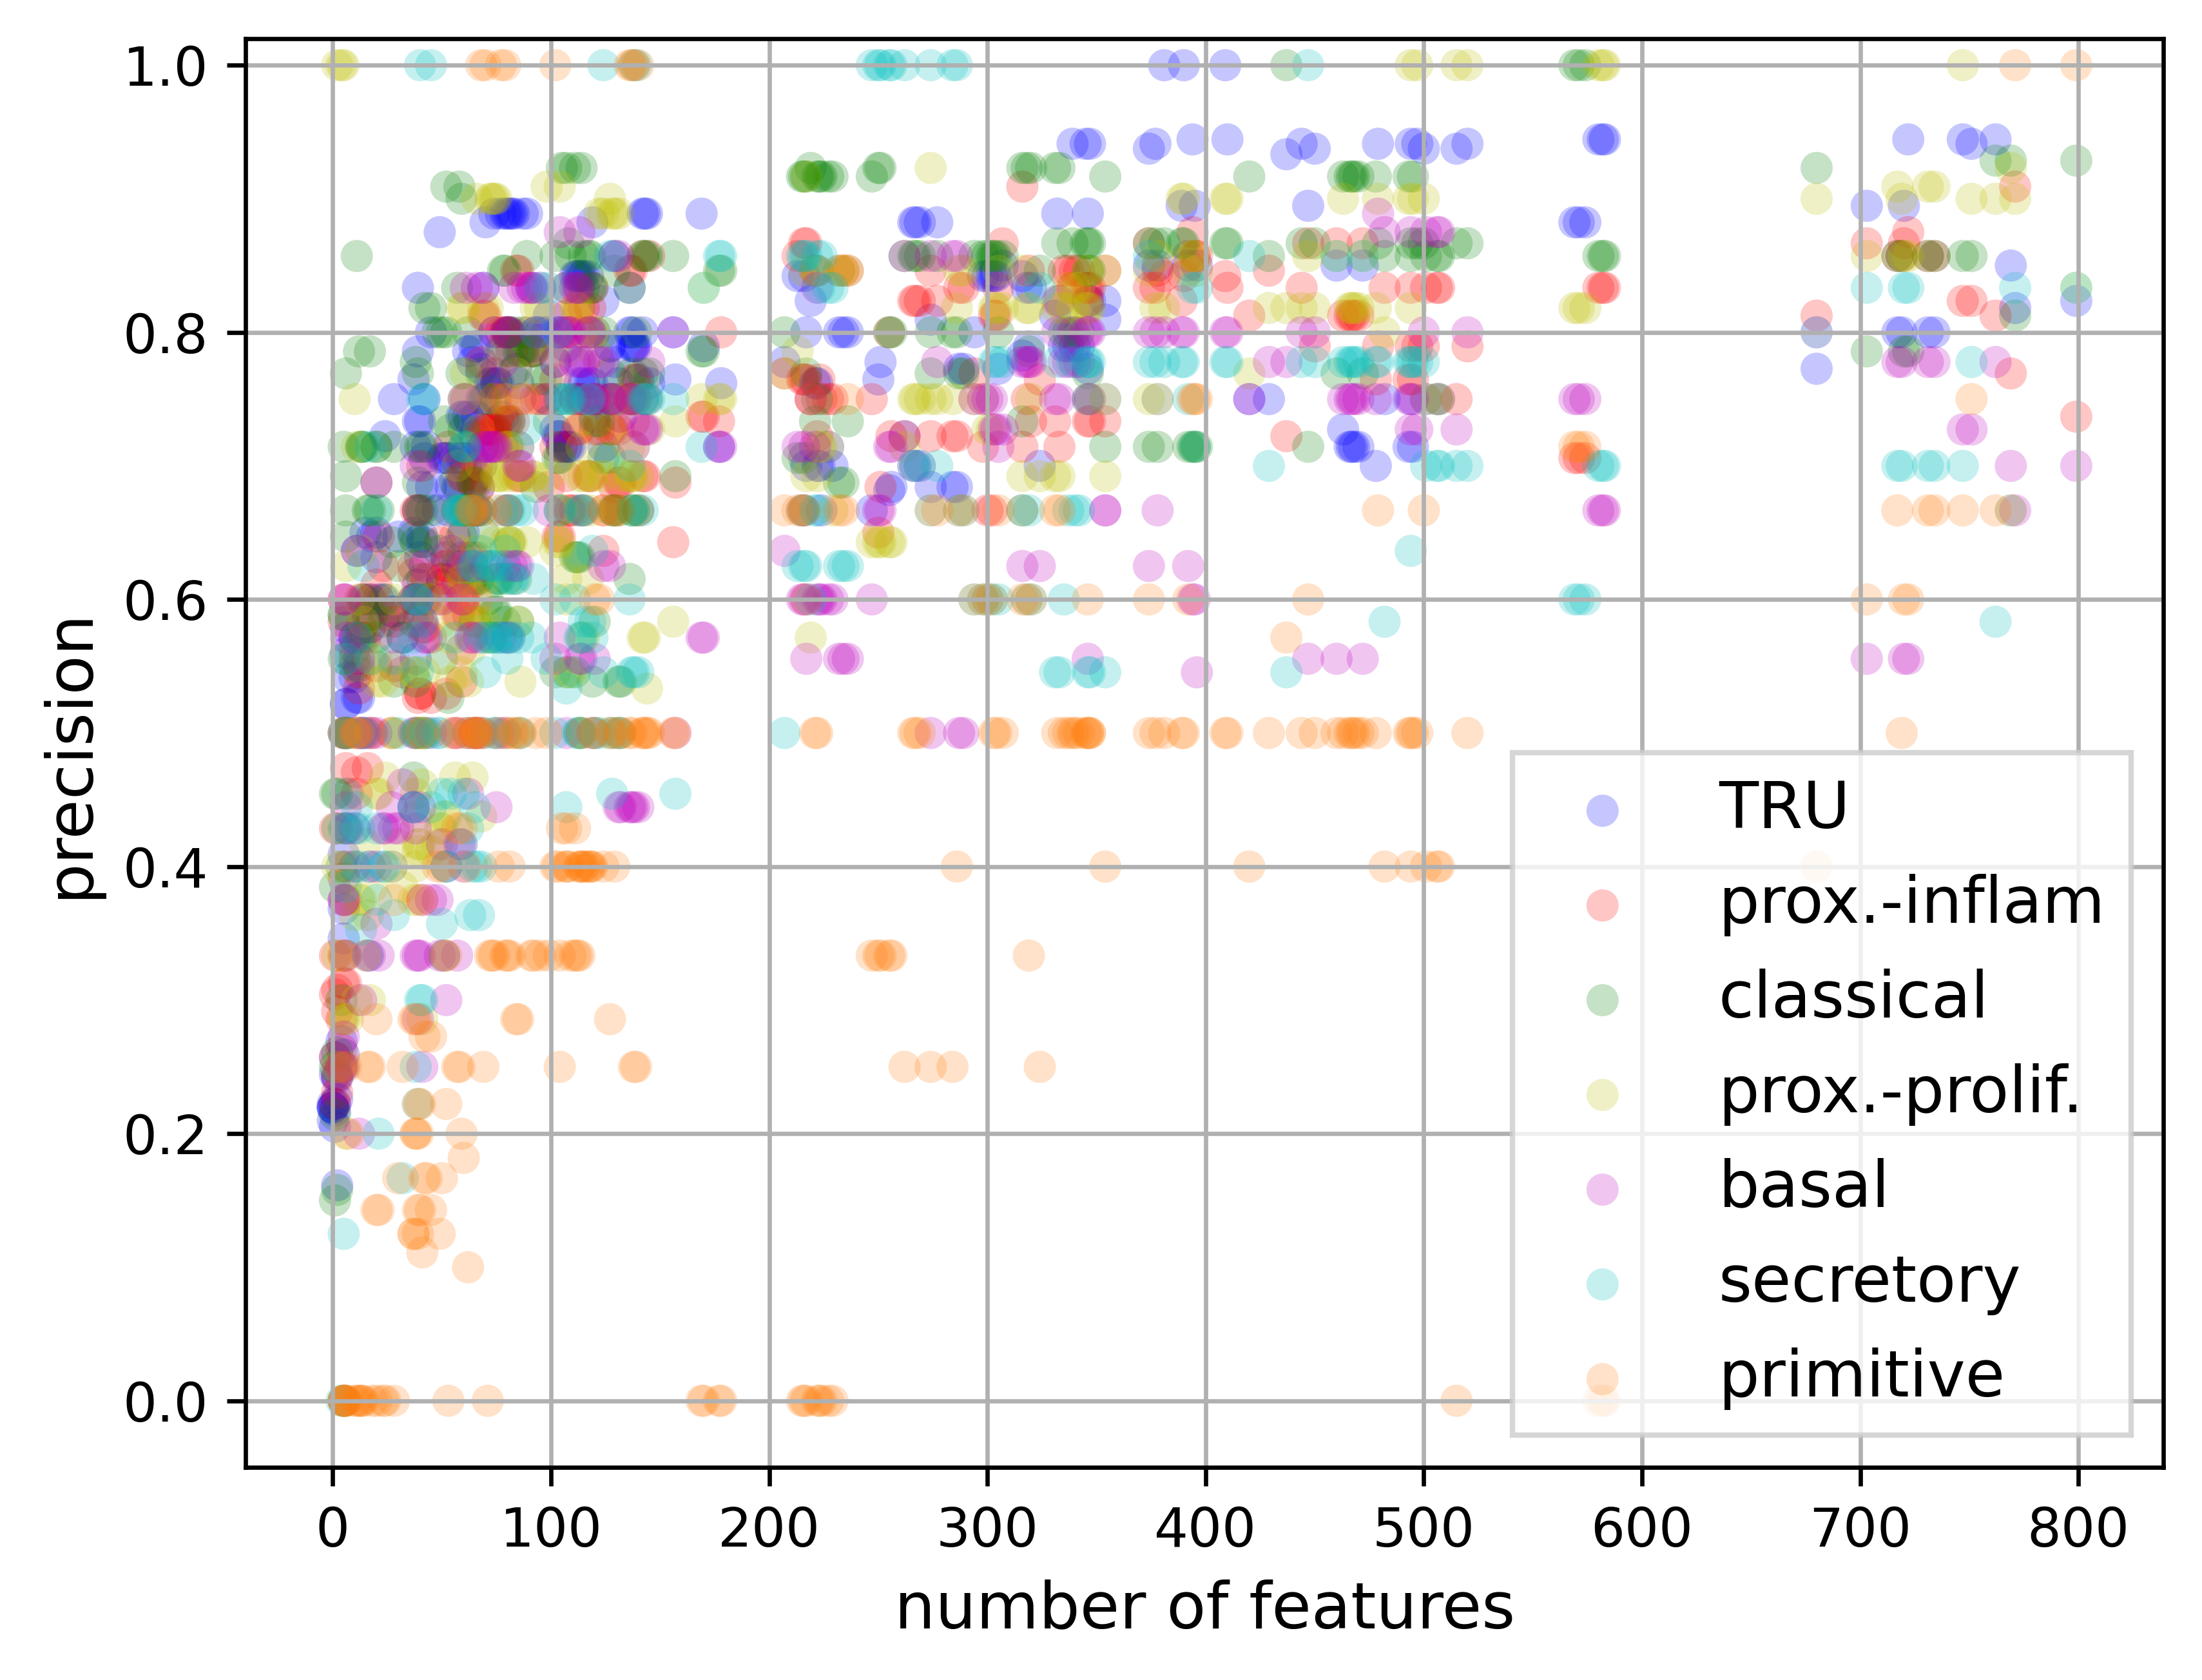 1.0
0.8
0.6
0.4
0.2
0.0
precision
0 100 200 300 400 500 600 700 800
number of features
TRU
prox.-inflam
classical
prox.-prolif.
basal
secretory
primitive